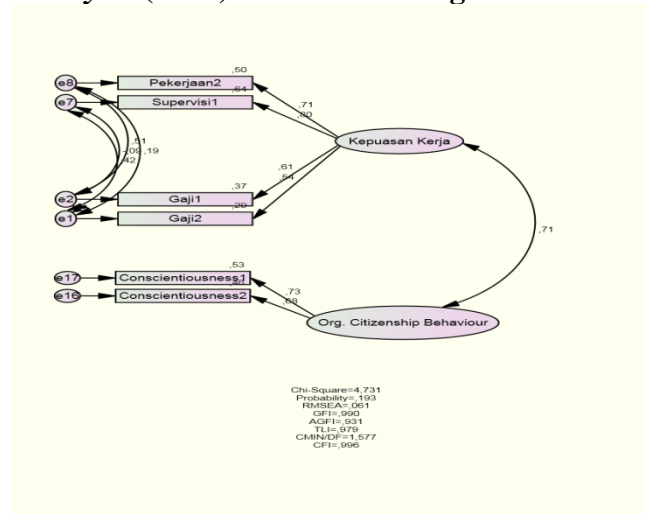 ,50
e8
Pekerjaan2
,64
e7
Supervisi1
,71
,80
Kepuasan Kerja
,51
,09 ,19
,42
,61
,54
,37
e2
Gaji1
,29
e1
Gaji2
,71
,53
e17
Conscientiousness1
e16
Conscientiousness2
,73
,68
Org. Citizenship Behaviour
Chi-Square=4,731
Probability=,193
RMSEA=,061
GFI=,990
AGFI=,931
TLI=,979
CMIN/DF=1,577
CFI=,996